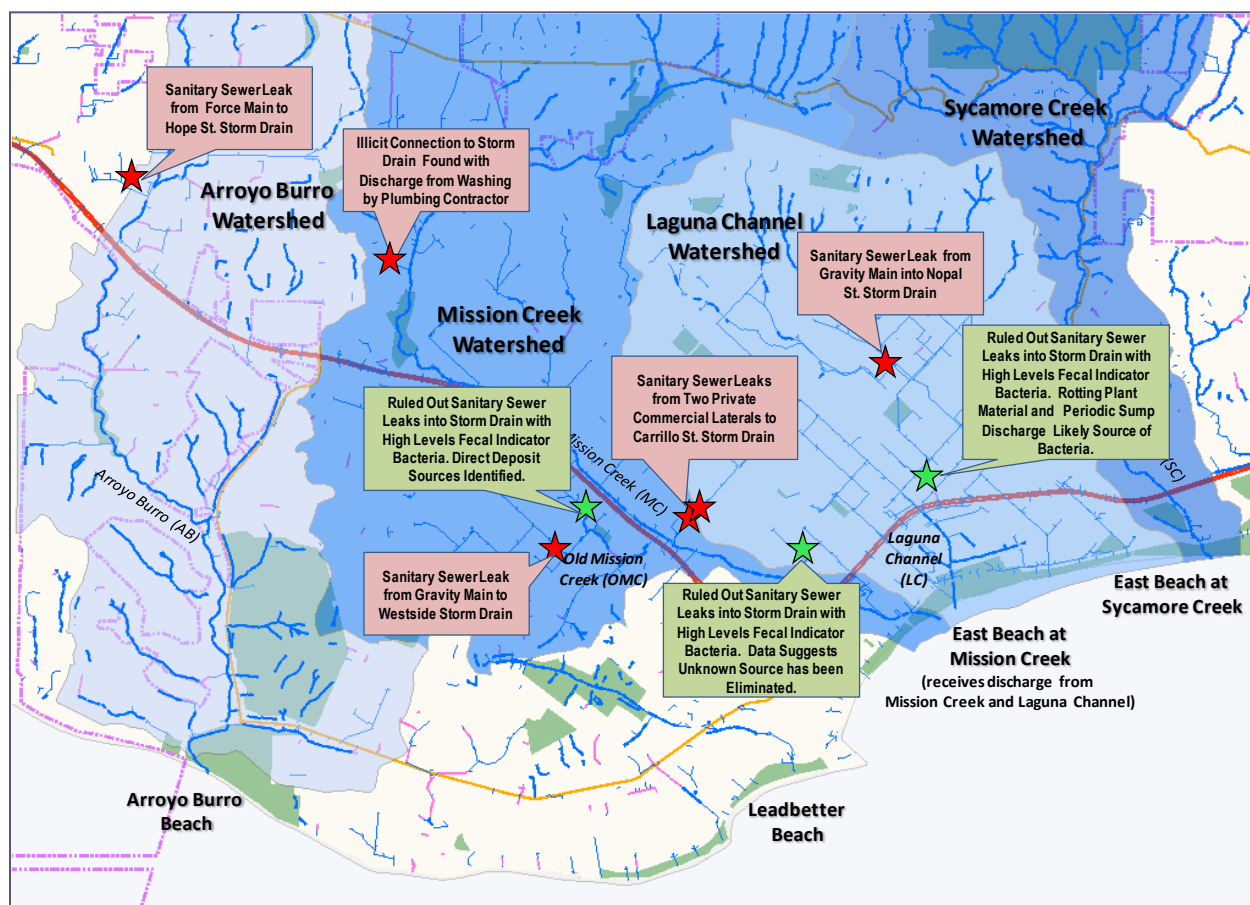 Sanitary Sewer Leak
from Force Main to
Hope St. Storm Drain
Illicit Connection to Storm
Drain Found with
Discharge from Washing
by Plumbing Contractor
Sycamore Creek
Watershed
Arroyo Burro
Watershed
Laguna Channel
Watershed
Sanitary Sewer Leak from
Gravity Main into Nopal
St. Storm Drain
Mission Creek
Watershed
Ruled Out Sanitary Sewer
Leaks into Storm Drain with
High Levels Fecal Indicator
Bacteria. Rotting Plant
Material and Periodic Sump
Discharge Likely Source of
Bacteria.
Sanitary Sewer Leaks
from Two Private
Commercial Laterals to
Carrillo St. Storm Drain
Ruled Out Sanitary Sewer
Leaks into Storm Drain with
High Levels Fecal Indicator
Bacteria. Direct Deposit
Sources Identified.
Mission Creek (MC)
(SC)
Arroyo Burro (AB)
Old Mission
Creek (OMC)
Laguna
Channel
(LC)
Sanitary Sewer Leak
from Gravity Main to
Westside Storm Drain
Ruled Out Sanitary Sewer
Leaks into Storm Drain with
High Levels Fecal Indicator
Bacteria. Data Suggests
Unknown Source has been
Eliminated.
East Beach at
Sycamore Creek
East Beach at
Mission Creek
(receives discharge from
Mission Creek and Laguna Channel)
Arroyo Burro
Beach
Leadbetter
Beach